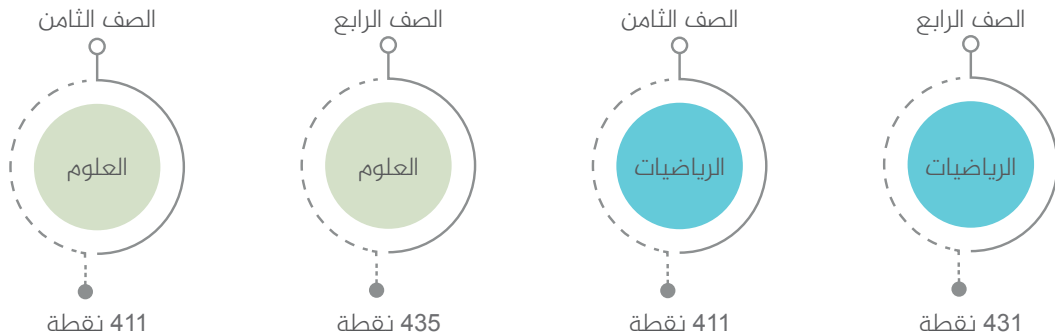 الصف الرابع
الرياضيات
431 نقطة
الصف الثامن
الرياضيات
411 نقطة
الصف الرابع
العلوم
435 نقطة
الصف الثامن
العلوم
411 نقطة